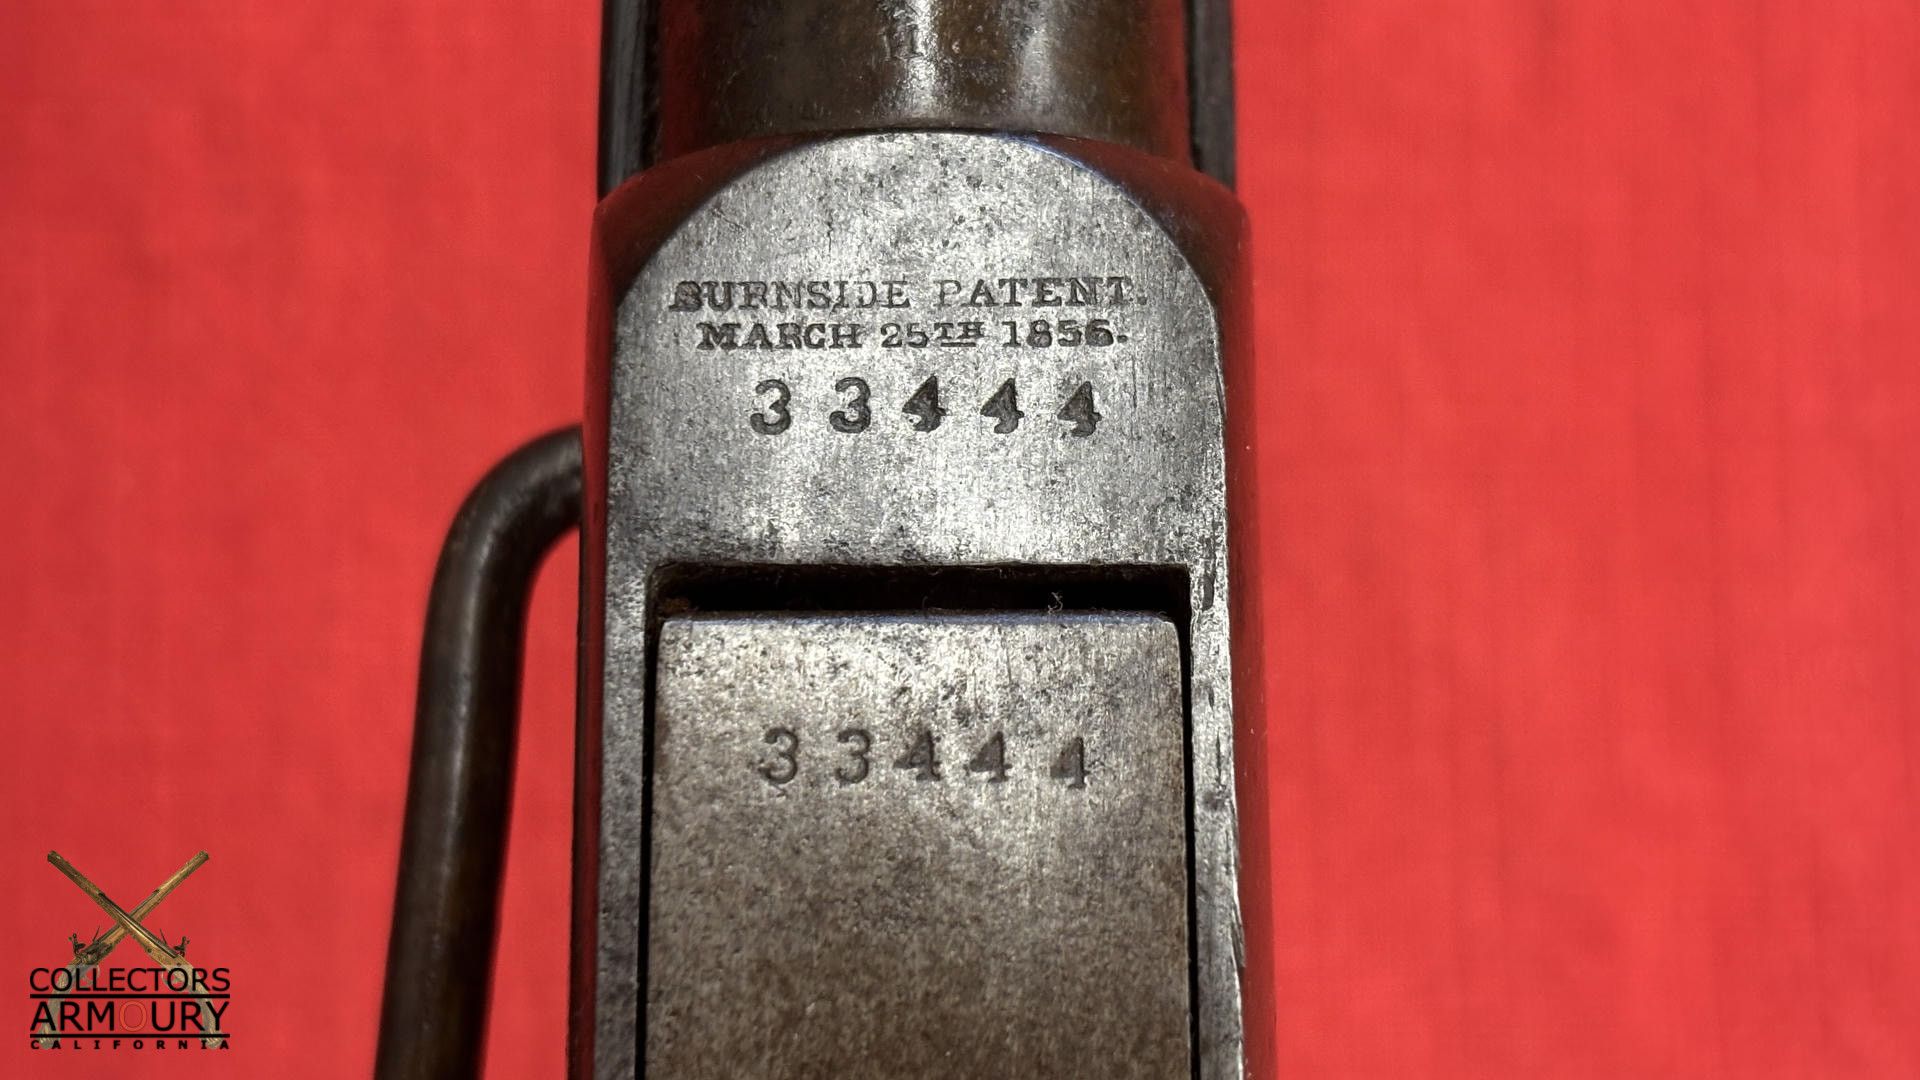 BURNSIDE PATENT.
MARCH 25TH 1856.
33444
33444
COLLECTORS
ARMOURY
CALIFORNIA